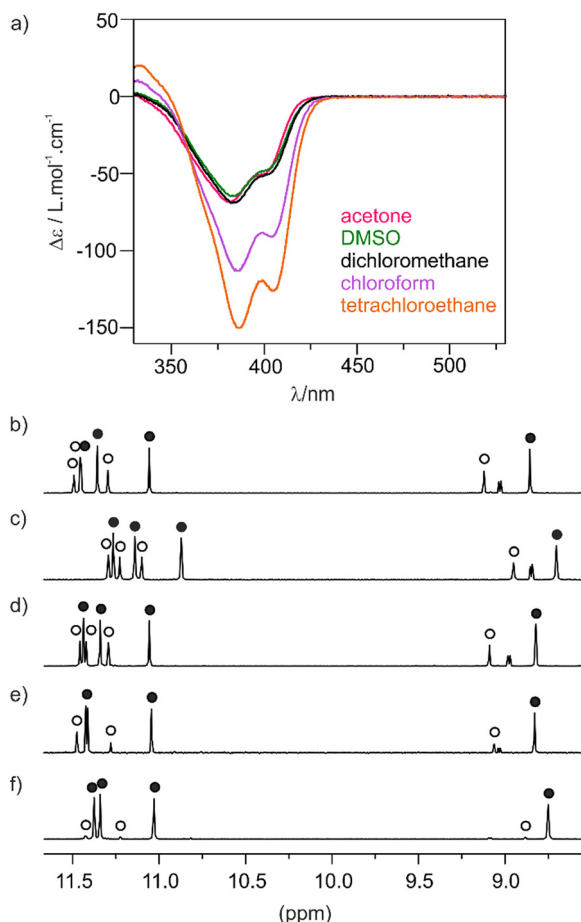 a)
50
0
-50
-100
-150
Δε / L.mol⁻¹.cm⁻¹
acetone
DMSO
dichloromethane
chloroform
tetrachloroethane
350 400 450 500
λ/nm
b)
c)
d)
e)
f)
11.5 11.0 10.5 10.0 9.5 9.0
(ppm)